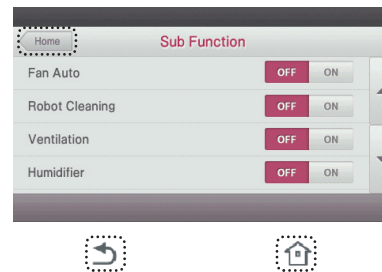 Home Sub Function
Fan Auto OFF ON
Robot Cleaning OFF ON
Ventilation OFF ON
Humidifier OFF ON